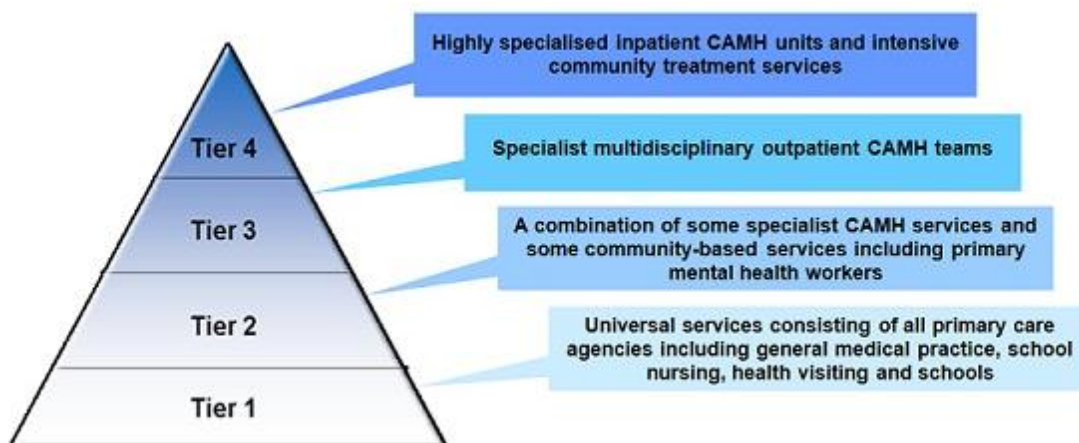 Highly specialised inpatient CAMH units and intensive
community treatment services
Tier 4
Specialist multidisciplinary outpatient CAMH teams
Tier 3
A combination of some specialist CAMH services and
some community-based services including primary
mental health workers
Tier 2
Universal services consisting of all primary care
agencies including general medical practice, school
nursing, health visiting and schools
Tier 1